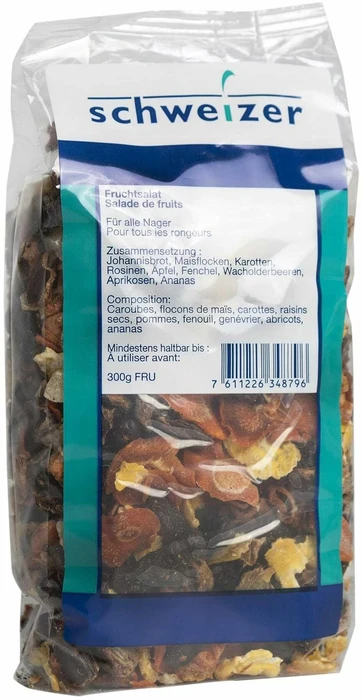 schweizer
Fruchtsalat
Salade de fruits
Für alle Nager
Pour tous les rongeurs
Zusammensetzung :
Johannisbrot, Maisflocken, Karotten,
Rosinen, Äpfel, Fenchel, Wacholderbeeren,
Aprikosen, Ananas
Composition:
Caroubes, flocons de maïs, carottes, raisins
secs, pommes, fenouil, genévrier, abricots,
ananas
Mindestens haltbar bis :
A utiliser avant:
300g FRU
7 611226 348796